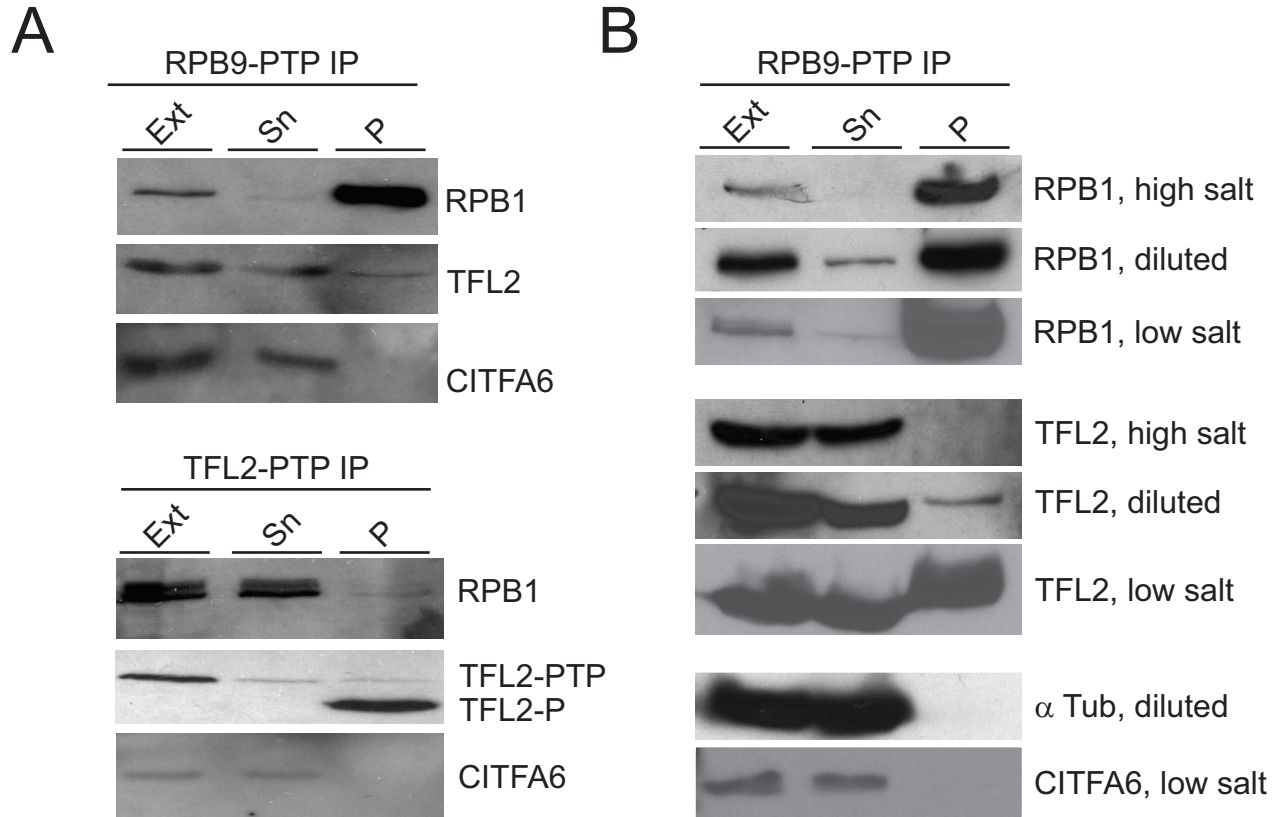 A
RPB9-PTP IP
Ext Sn P
RPB1
TFL2
CITFA6
TFL2-PTP IP
Ext Sn P
RPB1
TFL2-PTP
TFL2-P
CITFA6
B
RPB9-PTP IP
Ext Sn P
RPB1, high salt
RPB1, diluted
RPB1, low salt
TFL2, high salt
TFL2, diluted
TFL2, low salt
α Tub, diluted
CITFA6, low salt